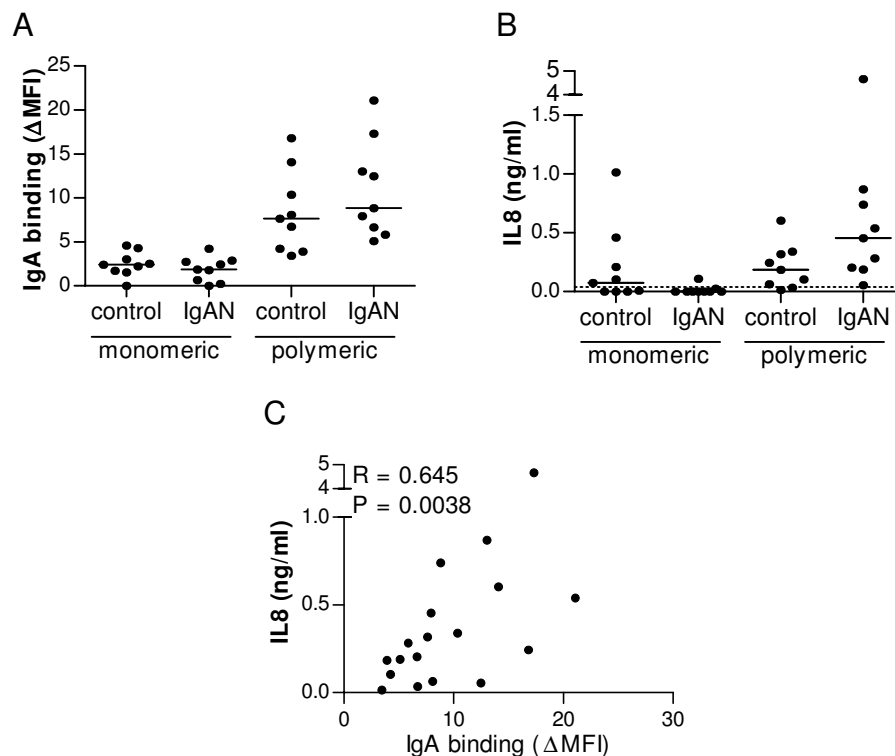 A
IgA binding (ΔMFI)
25
20
15
10
5
0
control IgAN control IgAN
monomeric polymeric
B
IL8 (ng/ml)
5
4
1.5
1.0
0.5
0.0
control IgAN control IgAN
monomeric polymeric
C
IL8 (ng/ml)
5
4
1.0
0.5
0.0
R = 0.645
P = 0.0038
0 10 20 30
IgA binding (ΔMFI)